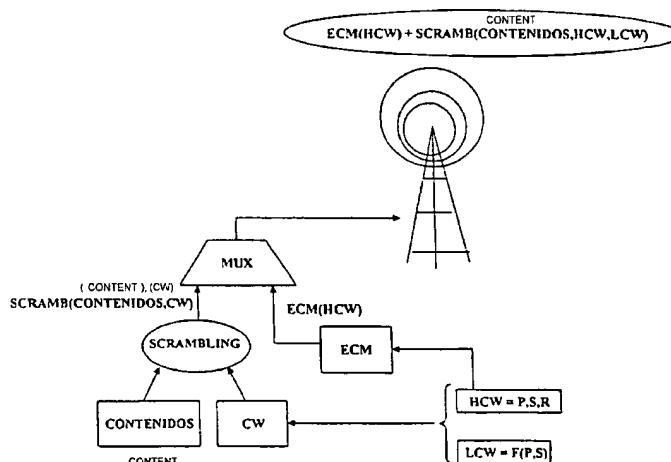 CONTENT
ECM(HCW) + SCRAMB(CONTENIDOS,HCW,LCW)
MUX
( CONTENT ), (CW)
SCRAMB(CONTENIDOS,CW)
ECM(HCW)
SCRAMBLING
ECM
HCW = P,S,R
CONTENIDOS
CW
LCW = F(P,S)
CONTENT